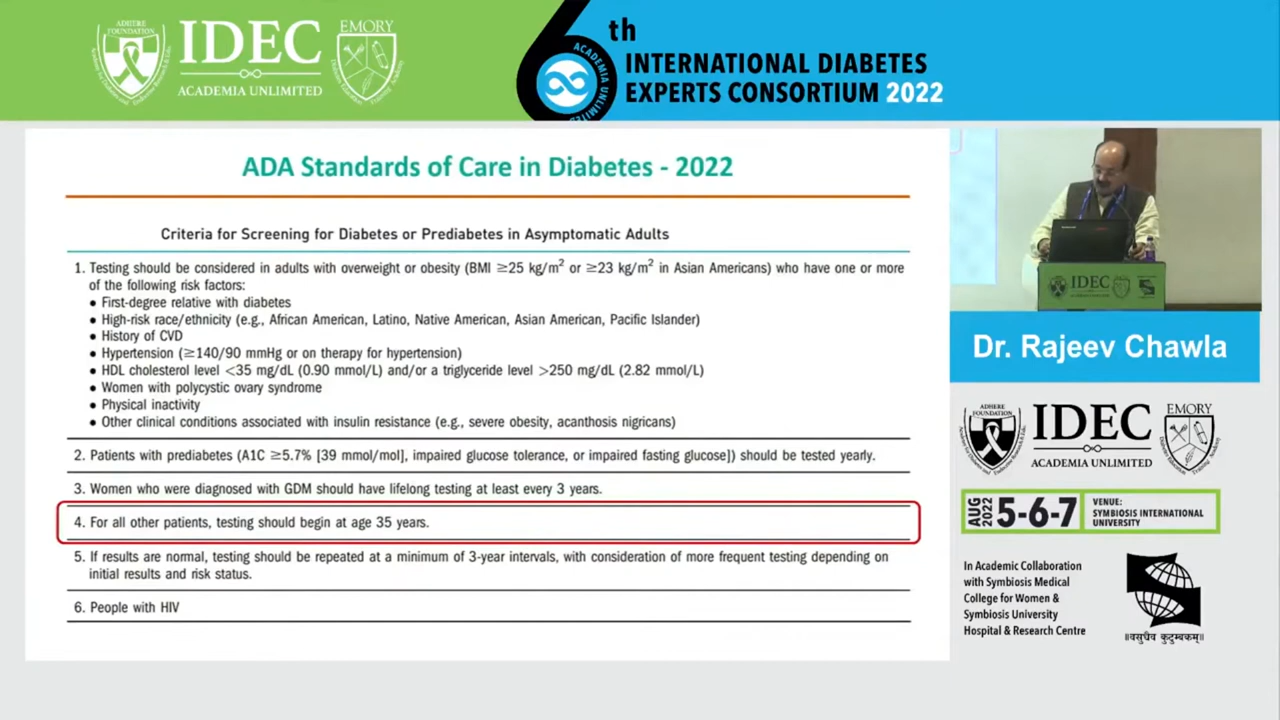 ADHERE
FOUNDATION
IDEC
ACADEMIA UNLIMITED
EMORY
6th
INTERNATIONAL DIABETES
EXPERTS CONSORTIUM 2022
ACADEMIA UNLIMITED
ADA Standards of Care in Diabetes - 2022
Criteria for Screening for Diabetes or Prediabetes in Asymptomatic Adults
1. Testing should be considered in adults with overweight or obesity (BMI ≥25 kg/m² or ≥23 kg/m² in Asian Americans) who have one or more
of the following risk factors:
• First-degree relative with diabetes
• High-risk race/ethnicity (e.g., African American, Latino, Native American, Asian American, Pacific Islander)
• History of CVD
• Hypertension (≥140/90 mmHg or on therapy for hypertension)
• HDL cholesterol level <35 mg/dL (0.90 mmol/L) and/or a triglyceride level >250 mg/dL (2.82 mmol/L)
• Women with polycystic ovary syndrome
• Physical inactivity
• Other clinical conditions associated with insulin resistance (e.g., severe obesity, acanthosis nigricans)
2. Patients with prediabetes (A1C ≥5.7% [39 mmol/mol], impaired glucose tolerance, or impaired fasting glucose]) should be tested yearly.
3. Women who were diagnosed with GDM should have lifelong testing at least every 3 years.
4. For all other patients, testing should begin at age 35 years.
5. If results are normal, testing should be repeated at a minimum of 3-year intervals, with consideration of more frequent testing depending on
initial results and risk status.
6. People with HIV
IDEC
Dr. Rajeev Chawla
ADHERE
FOUNDATION
IDEC
ACADEMIA UNLIMITED
EMORY
AUG 2022
5-6-7
VENUE:
SYMBIOSIS INTERNATIONAL
UNIVERSITY
In Academic Collaboration
with Symbiosis Medical
College for Women &
Symbiosis University
Hospital & Research Centre
॥वसुधैव कुटुम्बकम्॥